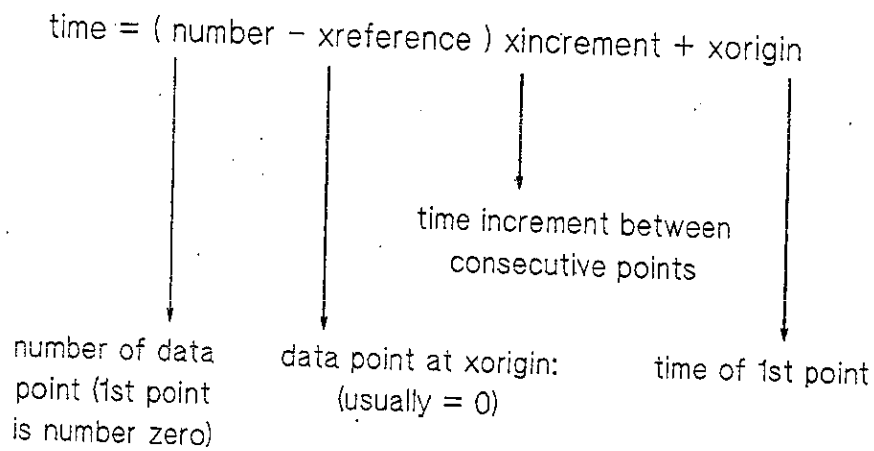 time = ( number - xreference ) xincrement + xorigin
time increment between
consecutive points
number of data
point (1st point
is number zero)
data point at xorigin:
(usually = 0)
time of 1st point